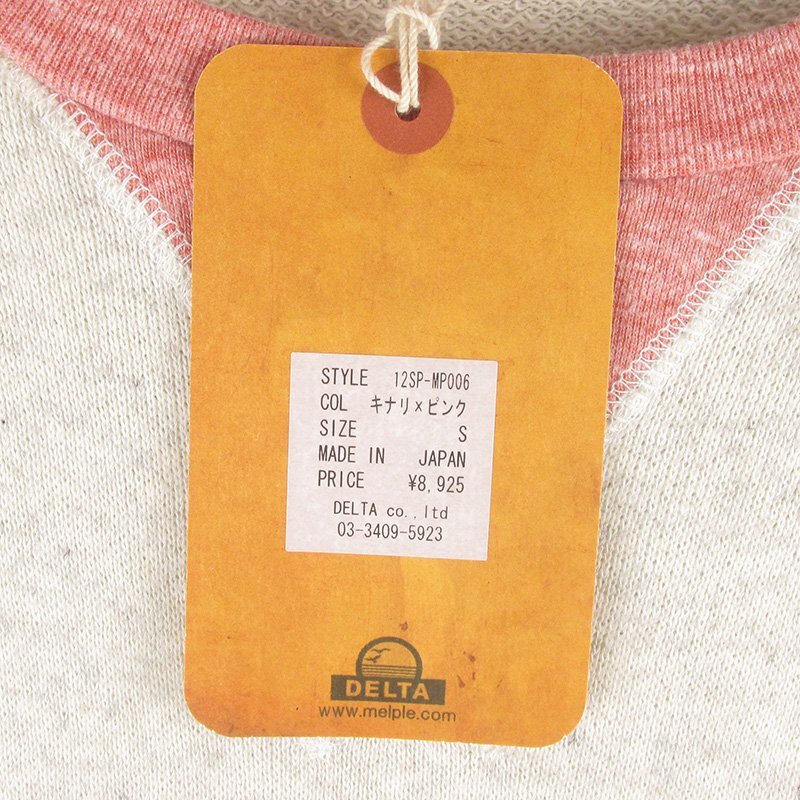 STYLE 12SP-MP006
COL キナリ×ピンク
SIZE S
MADE IN JAPAN
PRICE ¥8,925
DELTA co.,ltd
03-3409-5923
DELTA
www.melple.com